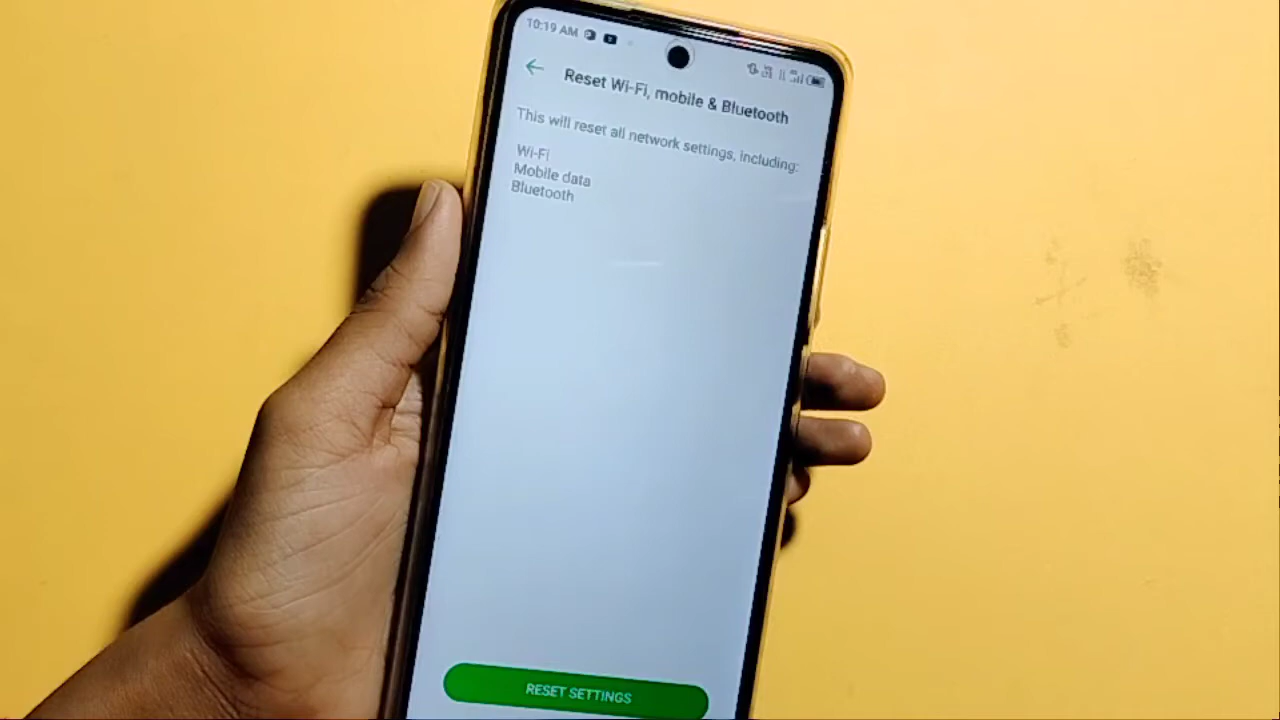 10:19 AM
Reset Wi-Fi, mobile & Bluetooth
This will reset all network settings, including:
Wi-Fi
Mobile data
Bluetooth
RESET SETTINGS